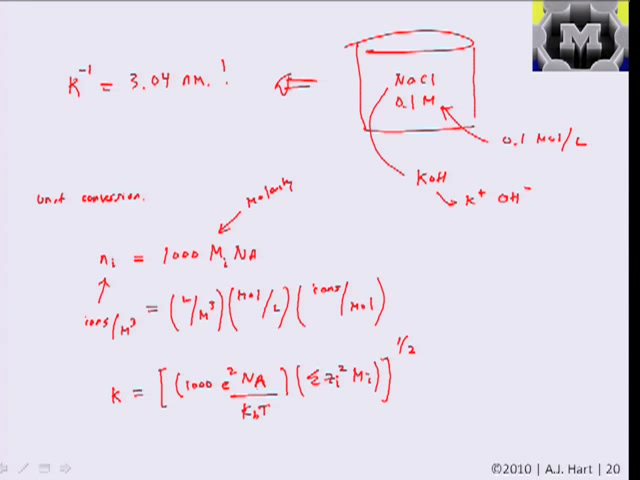 K⁻¹ = 3.04 nm. !
NaCl
0.1 M
0.1 Mol/L
KOH
K⁺ OH⁻
unit conversion.
Molarity
nᵢ = 1000 Mᵢ NA
ions/M³ = (L/M³)(Mol/L)(ions/Mol)
K = [(1000 e² NA / KbT)(Σ zᵢ² Mᵢ)]^1/2
M
©2010 | A.J. Hart | 20